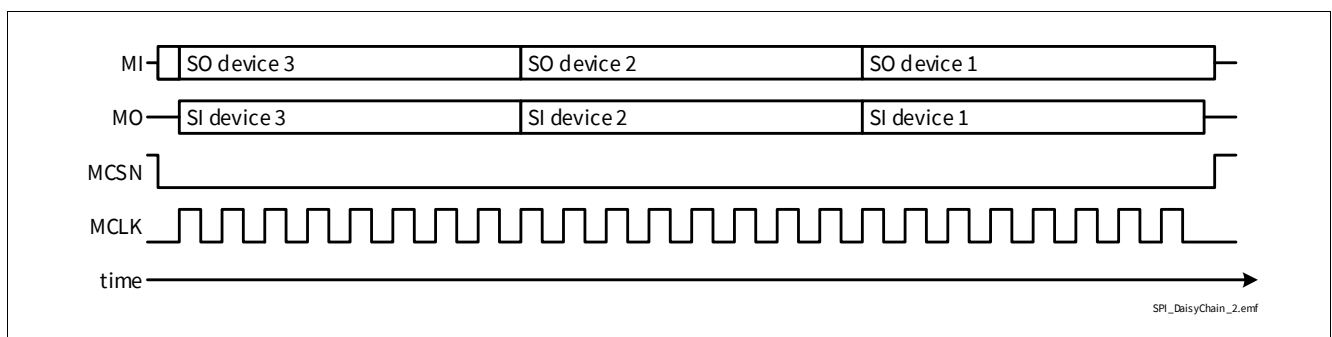 MI SO device 3 SO device 2 SO device 1
MO SI device 3 SI device 2 SI device 1
MCSN
MCLK
time
SPI_DaisyChain_2.emf